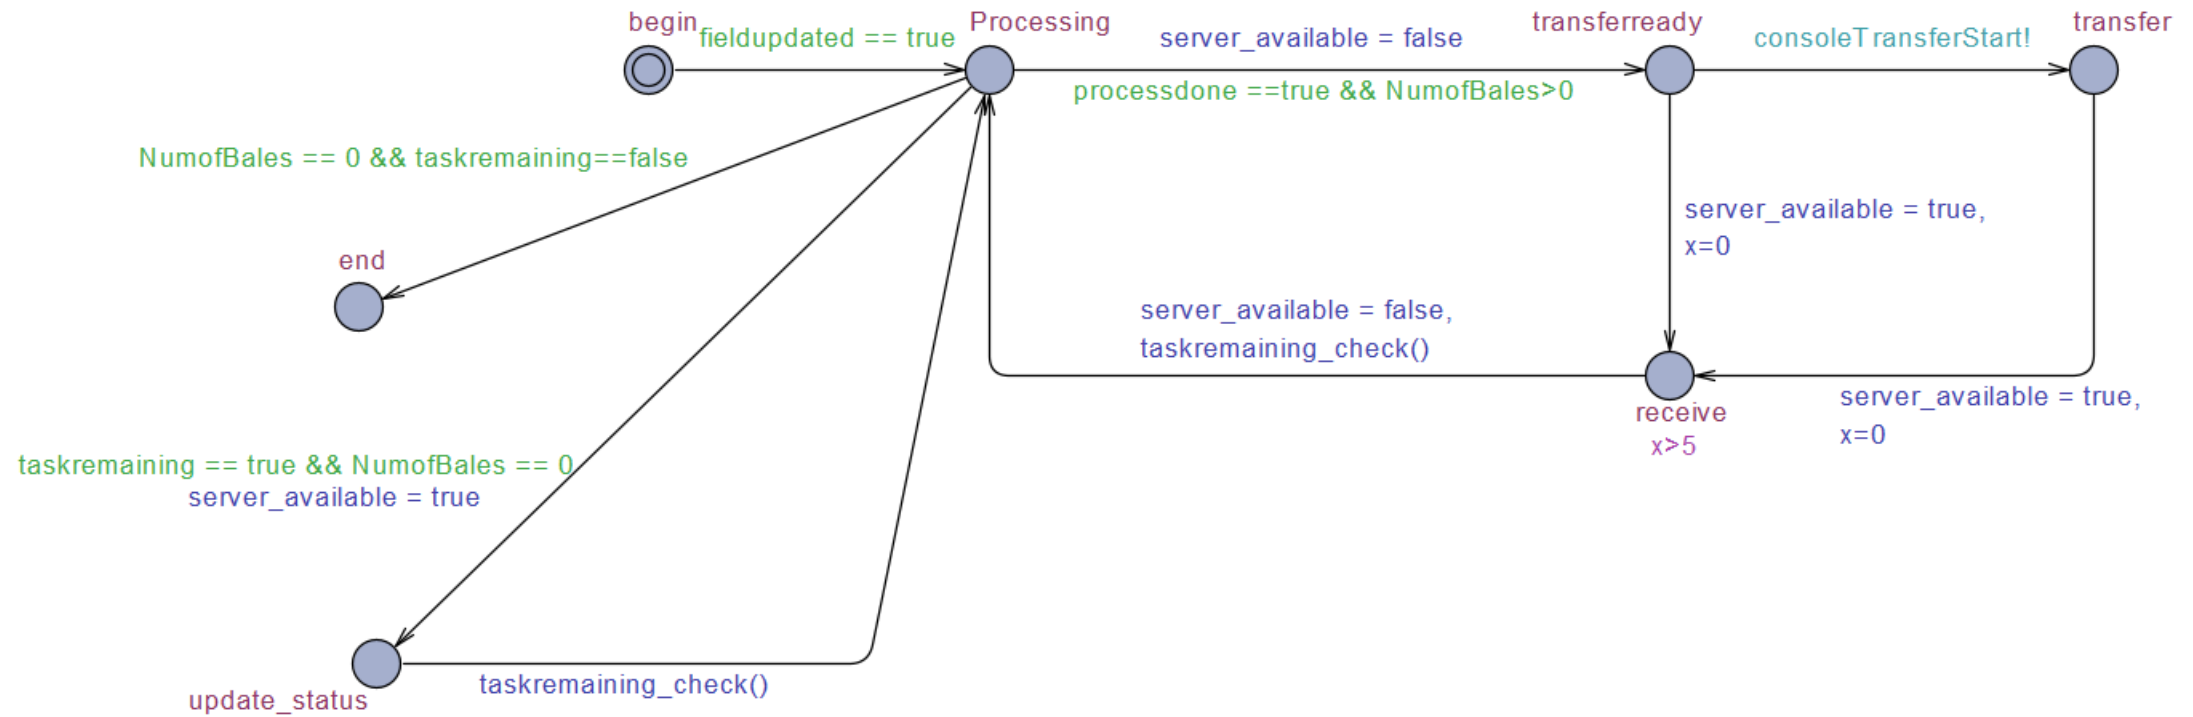 begin
Processing
transferready
transfer
fieldupdated == true
server_available = false
consoleTransferStart!
processdone ==true && NumofBales>0
NumofBales == 0 && taskremaining==false
server_available = true,
x=0
end
server_available = false,
taskremaining_check()
server_available = true,
x=0
receive
x>5
taskremaining == true && NumofBales == 0
server_available = true
taskremaining_check()
update_status